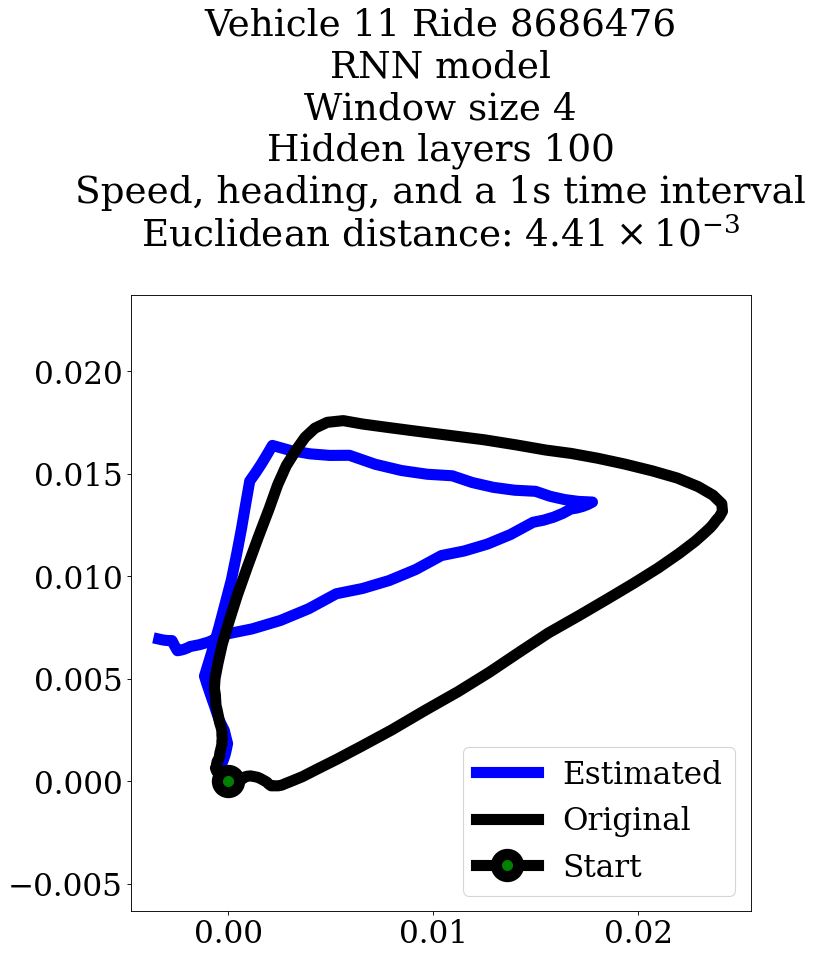 Vehicle 11 Ride 8686476
RNN model
Window size 4
Hidden layers 100
Speed, heading, and a 1s time interval
Euclidean distance: 4.41 × 10⁻³
0.020
0.015
0.010
0.005
0.000
−0.005
0.00 0.01 0.02
Estimated
Original
Start